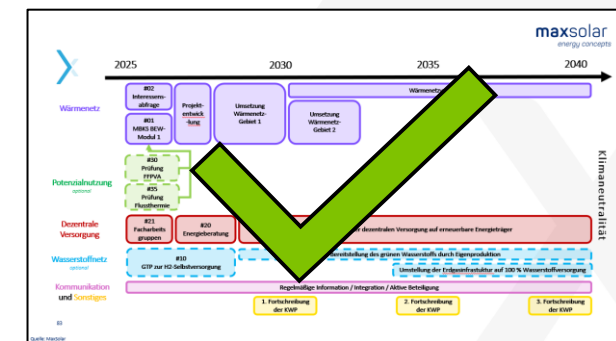 maxsolar
energy concepts
2025
2030
2035
2040
Wärmenetz
#02
Interessens-
abfrage
#01
MBKS BEW-
Modul 1
Projekt-
entwick
-lung
Umsetzung
Wärmenetz-
Gebiet 1
Umsetzung
Wärmenetz-
Gebiet 2
Potenzialnutzung
optional
#30
Prüfung
FFPVA
#35
Prüfung
Flussthermie
Dezentrale
Versorgung
#21
Facharbeits
gruppen
#20
Energieberatung
der dezentralen Versorgung auf erneuerbare Energieträger
Wasserstoffnetz
optional
#10
GTP zur H2-Selbstversorgung
Bereitstellung des grünen Wasserstoffs durch Eigenproduktion
Umstellung der Erdgasinfrastruktur auf 100 % Wasserstoffversorgung
Kommunikation
und Sonstiges
Regelmäßige Information / Integration / Aktive Beteiligung
1. Fortschreibung
der KWP
2. Fortschreibung
der KWP
3. Fortschreibung
der KWP
Klimaneutralität
83
Quelle: MaxSolar